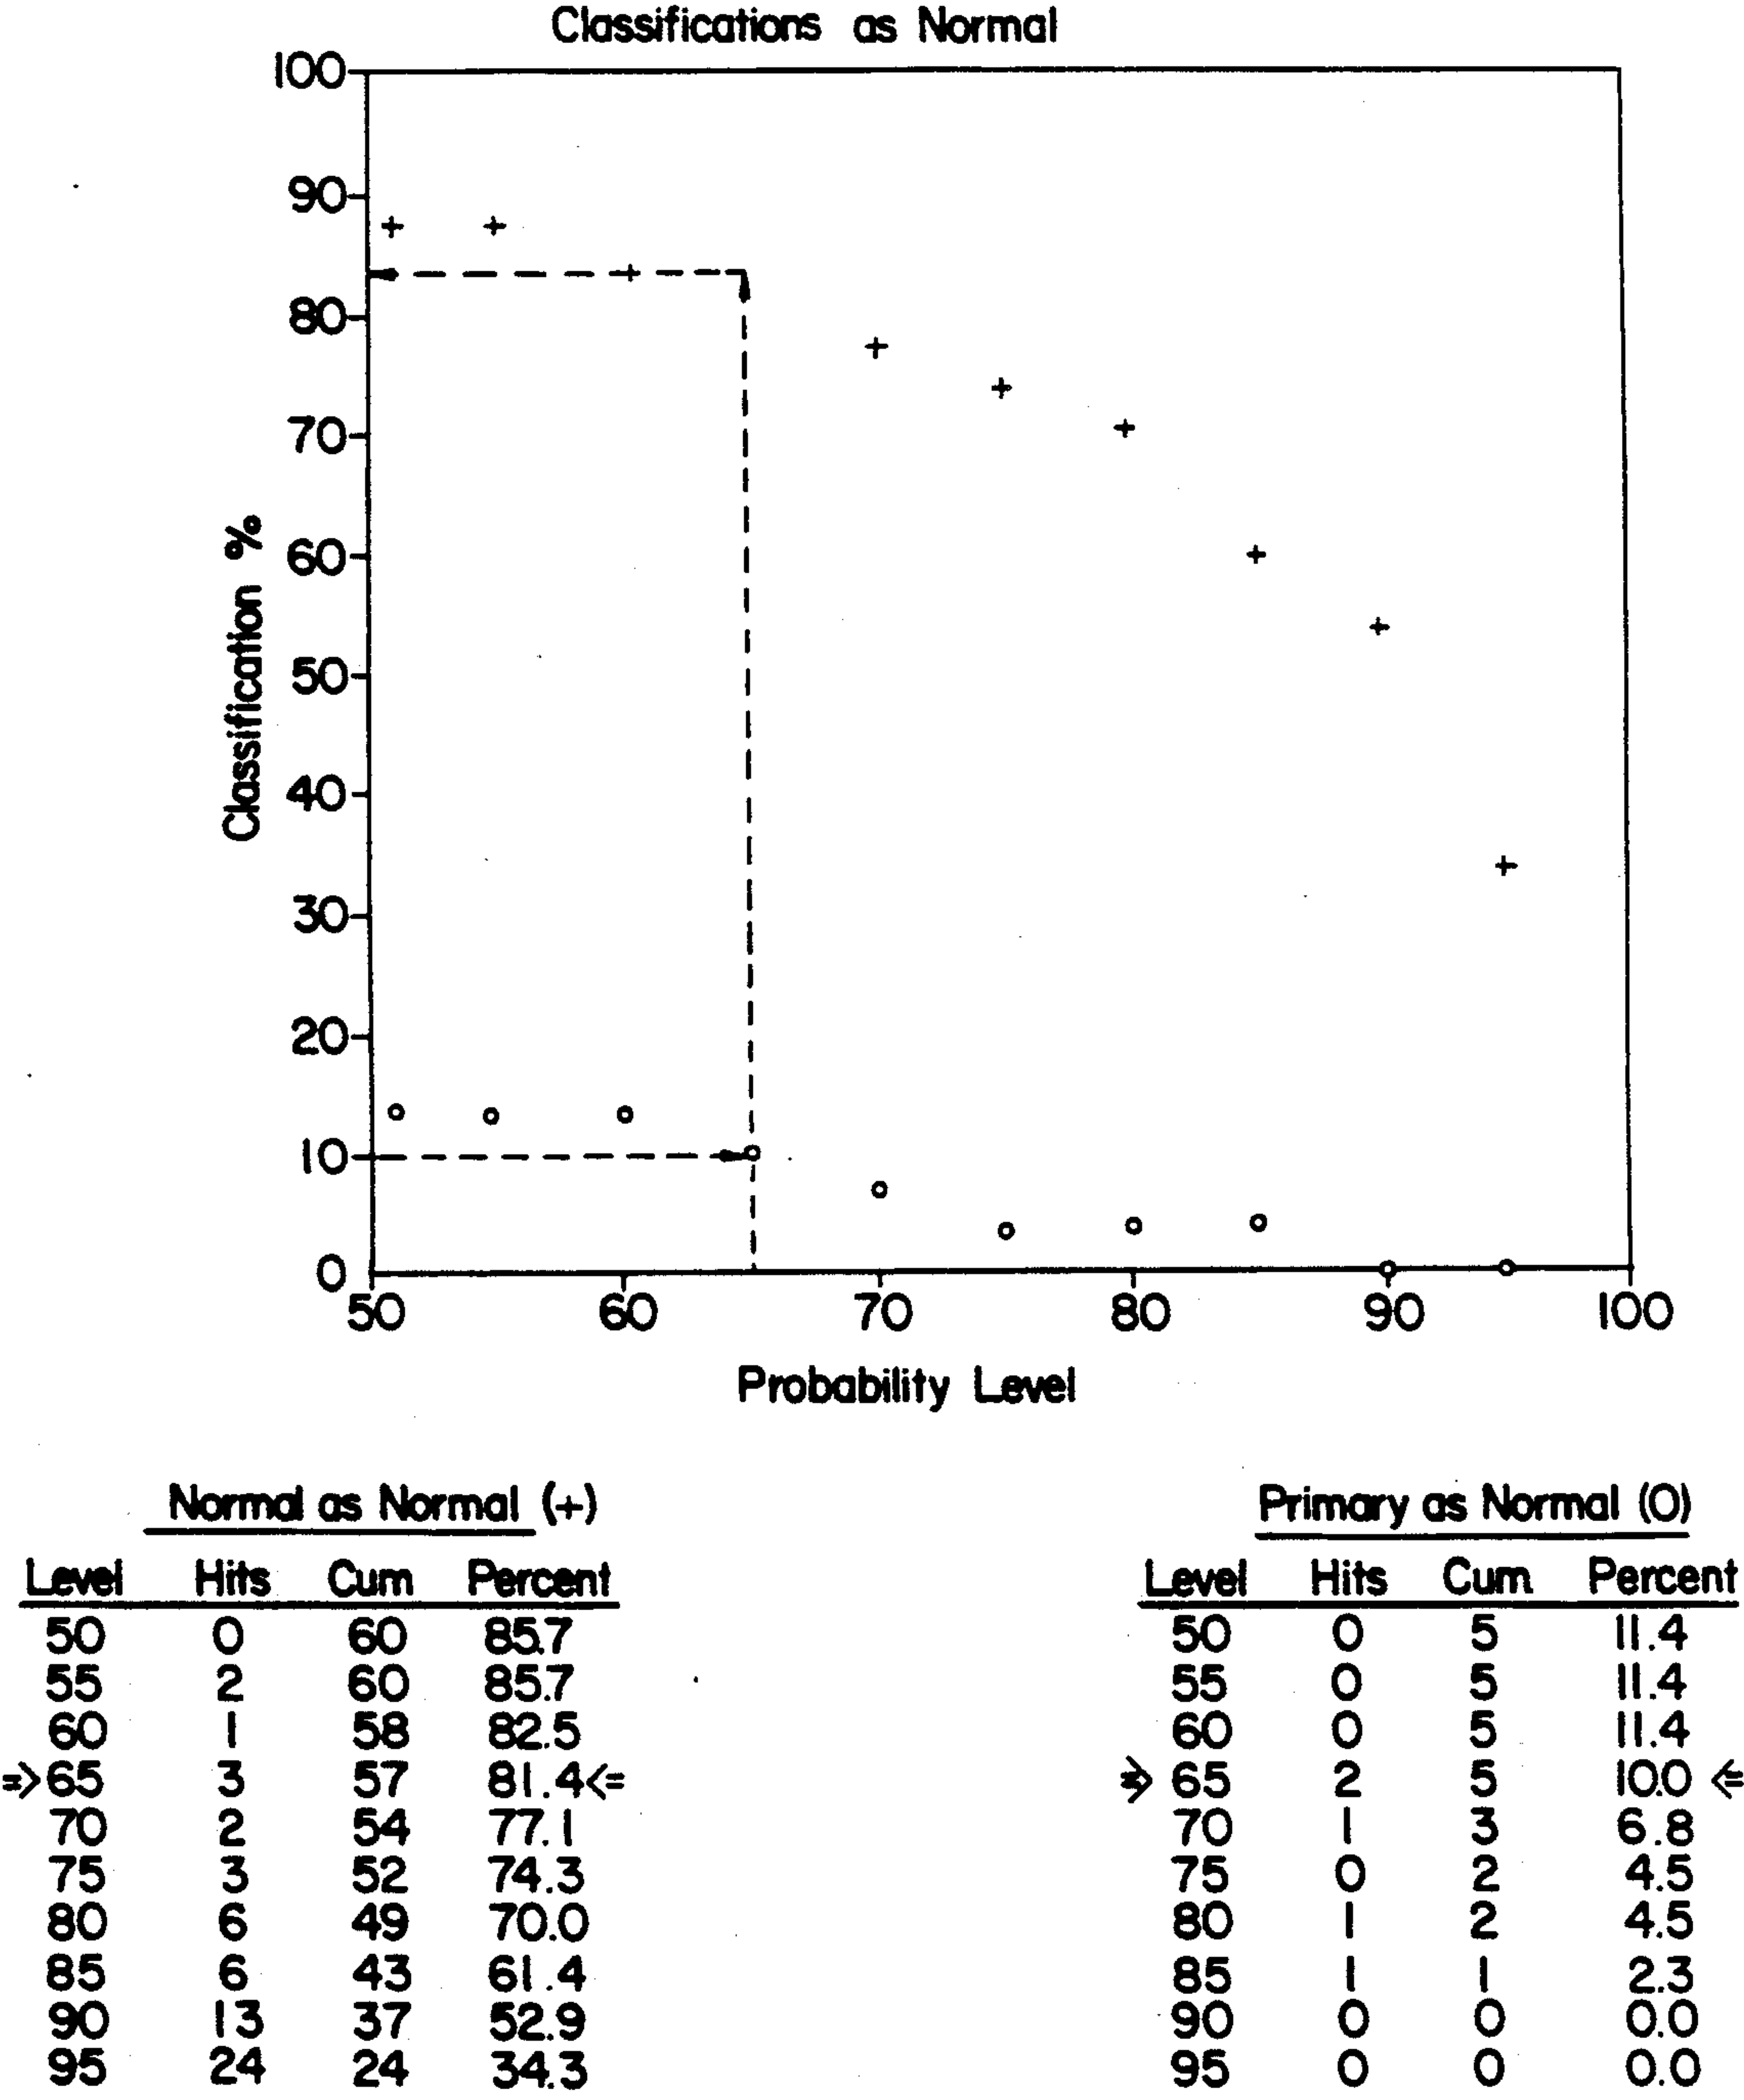 Classifications as Normal
100
90
80
70
60
50
40
30
20
10
0
Classification %
50 60 70 80 90 100
Probability Level
Normal as Normal (+)
Level Hits Cum Percent
50 0 60 85.7
55 2 60 85.7
60 1 58 82.5
=>65 3 57 81.4<=
70 2 54 77.1
75 3 52 74.3
80 6 49 70.0
85 6 43 61.4
90 13 37 52.9
95 24 24 34.3
Primary as Normal (O)
Level Hits Cum Percent
50 0 5 11.4
55 0 5 11.4
60 0 5 11.4
=> 65 2 5 10.0 <=
70 1 3 6.8
75 0 2 4.5
80 1 2 4.5
85 1 1 2.3
90 0 0 0.0
95 0 0 0.0